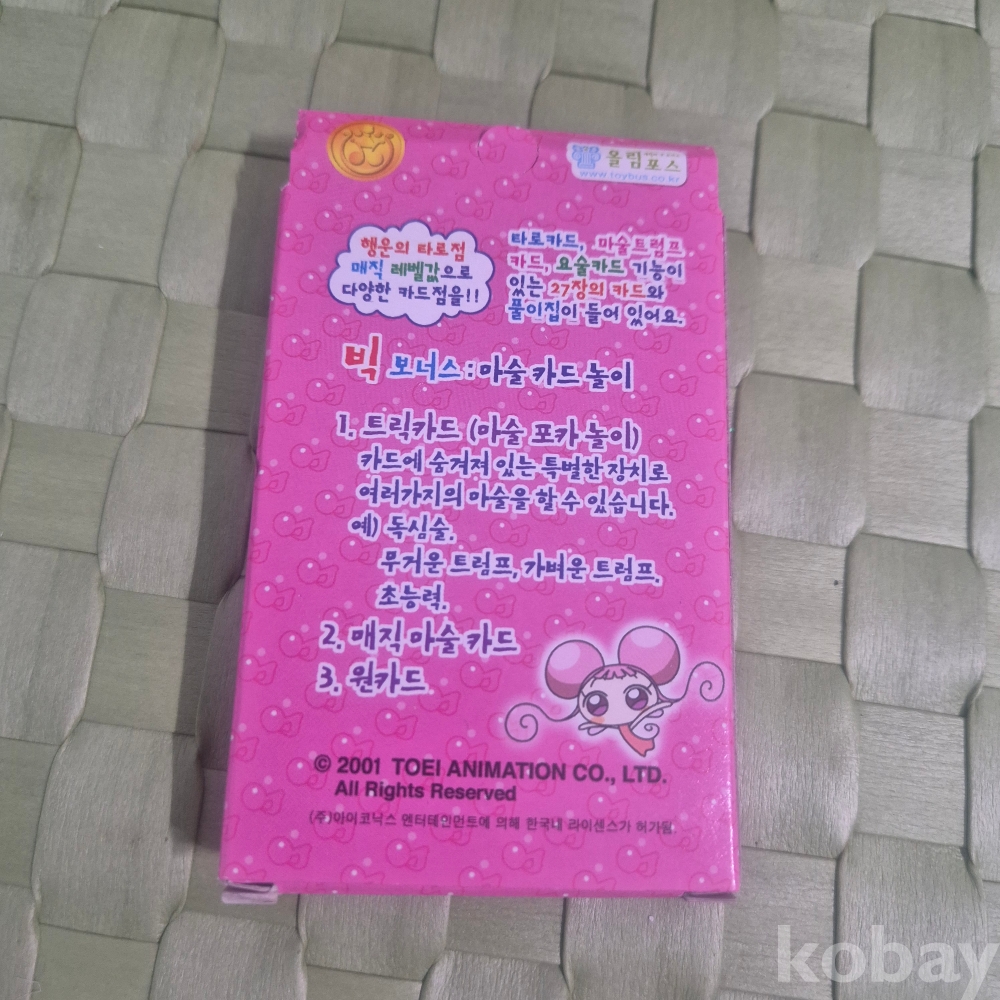 올림포스
www.toybus.co.kr
행운의 타로점
매직 레벨값으로
다양한 카드점을!!
타로카드, 마술트럼프
카드, 요술카드 기능이
있는 27장의 카드와
풀이집이 들어 있어요.
빅 보너스 : 마술 카드 놀이
1. 트릭카드 (마술 포카 놀이)
카드에 숨겨져 있는 특별한 장치로
여러가지의 마술을 할 수 있습니다.
예) 독심술.
무거운 트럼프, 가벼운 트럼프.
초능력.
2. 매직 마술 카드
3. 원카드
© 2001 TOEI ANIMATION CO., LTD.
All Rights Reserved
(주)아이코닉스 엔터테인먼트에 의해 한국내 라이센스가 허가됨.
kobay